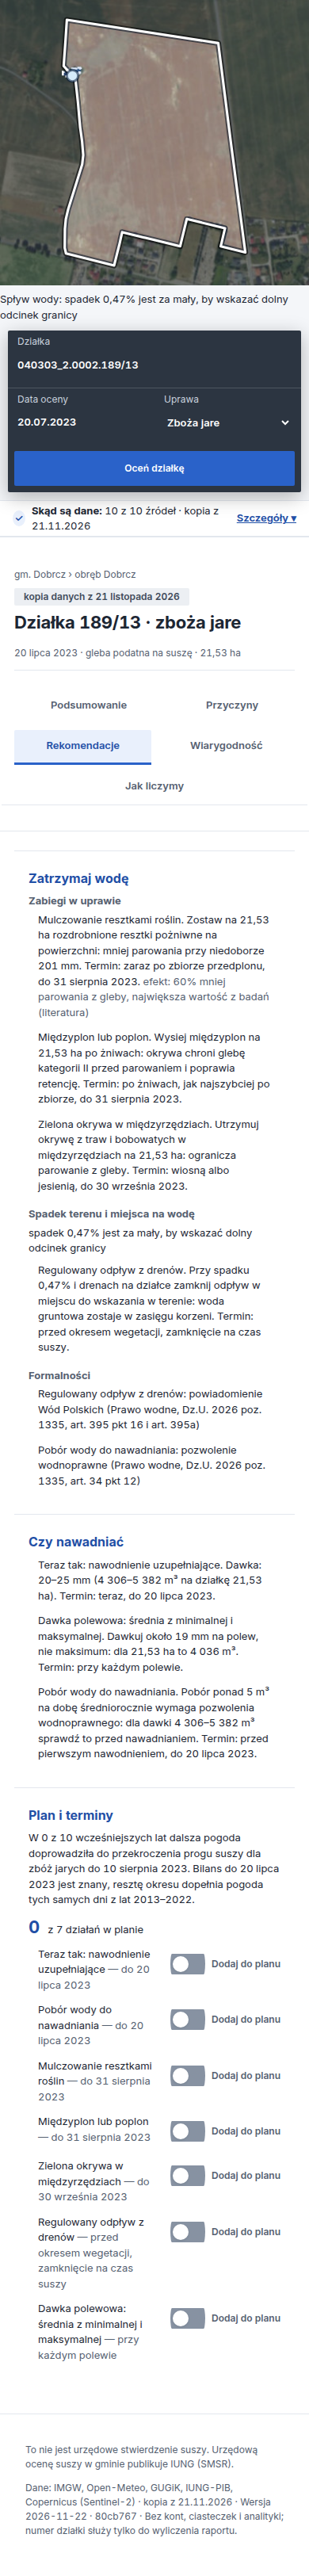 Spływ wody: spadek 0,47% jest za mały, by wskazać dolny
odcinek granicy
Działka
040303_2.0002.189/13
Data oceny
Uprawa
20.07.2023
Zboża jare
Oceń działkę
Skąd są dane: 10 z 10 źródeł · kopia z
21.11.2026
Szczegóły ▾
gm. Dobrcz › obręb Dobrcz
kopia danych z 21 listopada 2026
Działka 189/13 · zboża jare
20 lipca 2023 · gleba podatna na suszę · 21,53 ha
Podsumowanie
Przyczyny
Rekomendacje
Wiarygodność
Jak liczymy
Zatrzymaj wodę
Zabiegi w uprawie
Mulczowanie resztkami roślin. Zostaw na 21,53
ha rozdrobnione resztki pożniwne na
powierzchni: mniej parowania przy niedoborze
201 mm. Termin: zaraz po zbiorze przedplonu,
do 31 sierpnia 2023. efekt: 60% mniej
parowania z gleby, największa wartość z badań
(literatura)
Międzyplon lub poplon. Wysiej międzyplon na
21,53 ha po żniwach: okrywa chroni glebę
kategorii II przed parowaniem i poprawia
retencję. Termin: po żniwach, jak najszybciej po
zbiorze, do 31 sierpnia 2023.
Zielona okrywa w międzyrzędziach. Utrzymuj
okrywę z traw i bobowatych w
międzyrzędziach na 21,53 ha: ogranicza
parowanie z gleby. Termin: wiosną albo
jesienią, do 30 września 2023.
Spadek terenu i miejsca na wodę
spadek 0,47% jest za mały, by wskazać dolny
odcinek granicy
Regulowany odpływ z drenów. Przy spadku
0,47% i drenach na działce zamknij odpływ w
miejscu do wskazania w terenie: woda
gruntowa zostaje w zasięgu korzeni. Termin:
przed okresem wegetacji, zamknięcie na czas
suszy.
Formalności
Regulowany odpływ z drenów: powiadomienie
Wód Polskich (Prawo wodne, Dz.U. 2026 poz.
1335, art. 395 pkt 16 i art. 395a)
Pobór wody do nawadniania: pozwolenie
wodnoprawne (Prawo wodne, Dz.U. 2026 poz.
1335, art. 34 pkt 12)
Czy nawadniać
Teraz tak: nawodnienie uzupełniające. Dawka:
20–25 mm (4 306–5 382 m³ na działkę 21,53
ha). Termin: teraz, do 20 lipca 2023.
Dawka polewowa: średnia z minimalnej i
maksymalnej. Dawkuj około 19 mm na polew,
nie maksimum: dla 21,53 ha to 4 036 m³.
Termin: przy każdym polewie.
Pobór wody do nawadniania. Pobór ponad 5 m³
na dobę średniorocznie wymaga pozwolenia
wodnoprawnego: dla dawki 4 306–5 382 m³
sprawdź to przed nawadnianiem. Termin: przed
pierwszym nawodnieniem, do 20 lipca 2023.
Plan i terminy
W 0 z 10 wcześniejszych lat dalsza pogoda
doprowadziła do przekroczenia progu suszy dla
zbóż jarych do 10 sierpnia 2023. Bilans do 20 lipca
2023 jest znany, resztę okresu dopełnia pogoda
tych samych dni z lat 2013–2022.
0 z 7 działań w planie
Teraz tak: nawodnienie
uzupełniające — do 20
lipca 2023
Dodaj do planu
Pobór wody do
nawadniania — do 20
lipca 2023
Dodaj do planu
Mulczowanie resztkami
roślin — do 31 sierpnia
2023
Dodaj do planu
Międzyplon lub poplon
— do 31 sierpnia 2023
Dodaj do planu
Zielona okrywa w
międzyrzędziach — do
30 września 2023
Dodaj do planu
Regulowany odpływ z
drenów — przed
okresem wegetacji,
zamknięcie na czas
suszy
Dodaj do planu
Dawka polewowa:
średnia z minimalnej i
maksymalnej — przy
każdym polewie
Dodaj do planu
To nie jest urzędowe stwierdzenie suszy. Urzędową
ocenę suszy w gminie publikuje IUNG (SMSR).
Dane: IMGW, Open-Meteo, GUGiK, IUNG-PIB,
Copernicus (Sentinel-2) · kopia z 21.11.2026 · Wersja
2026-11-22 · 80cb767 · Bez kont, ciasteczek i analityki;
numer działki służy tylko do wyliczenia raportu.